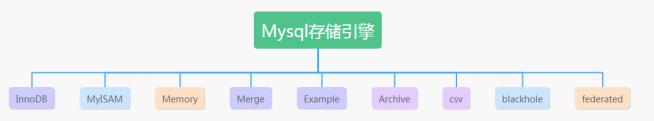 Mysql存储引擎
InnoDB
MyISAM
Memory
Merge
Example
Archive
csv
blackhole
federated